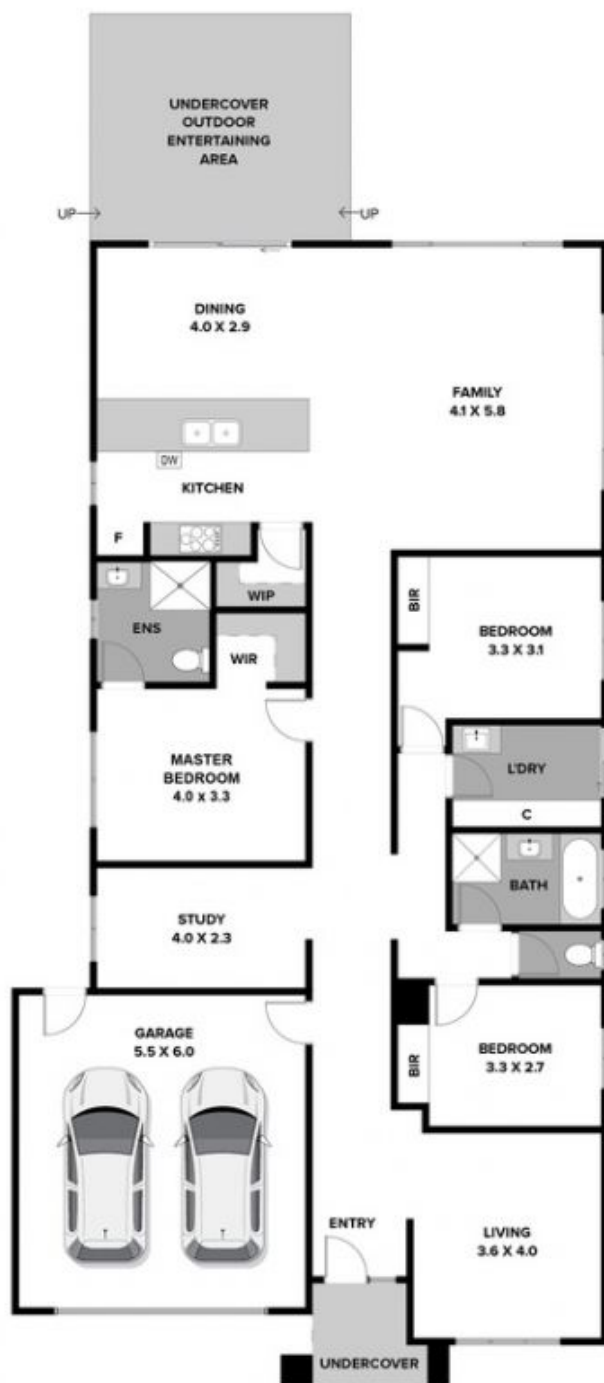 UNDERCOVER
OUTDOOR
ENTERTAINING
AREA
UP
UP
DINING
4.0 X 2.9
FAMILY
4.1 X 5.8
DW
KITCHEN
F
WIP
BIR
BEDROOM
3.3 X 3.1
ENS
WIR
MASTER
BEDROOM
4.0 X 3.3
L'DRY
C
BATH
STUDY
4.0 X 2.3
GARAGE
5.5 X 6.0
BIR
BEDROOM
3.3 X 2.7
ENTRY
LIVING
3.6 X 4.0
UNDERCOVER